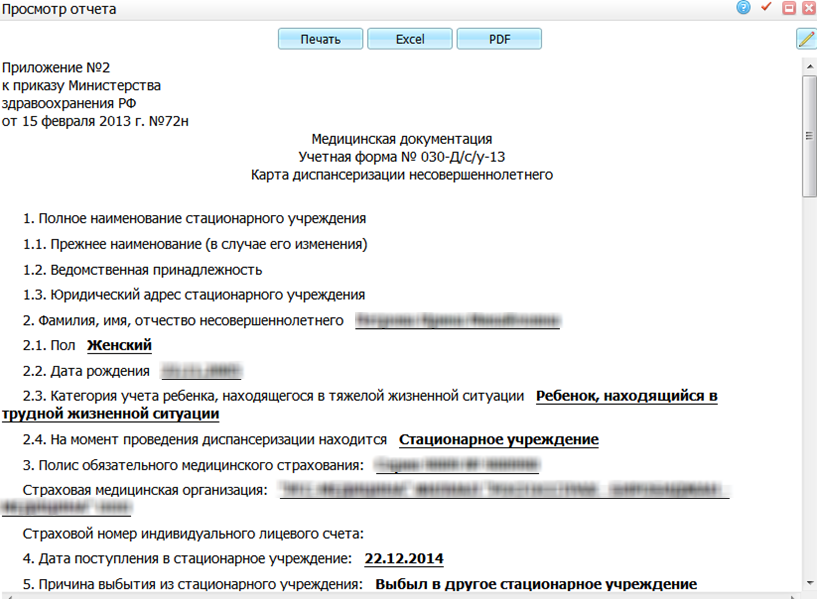 Просмотр отчета
Печать
Excel
PDF
Приложение №2
к приказу Министерства
здравоохранения РФ
от 15 февраля 2013 г. №72н
Медицинская документация
Учетная форма № 030-Д/с/у-13
Карта диспансеризации несовершеннолетнего
1. Полное наименование стационарного учреждения
1.1. Прежнее наименование (в случае его изменения)
1.2. Ведомственная принадлежность
1.3. Юридический адрес стационарного учреждения
2. Фамилия, имя, отчество несовершеннолетнего
2.1. Пол Женский
2.2. Дата рождения
2.3. Категория учета ребенка, находящегося в тяжелой жизненной ситуации Ребенок, находящийся в
трудной жизненной ситуации
2.4. На момент проведения диспансеризации находится Стационарное учреждение
3. Полис обязательного медицинского страхования:
Страховая медицинская организация:
Страховой номер индивидуального лицевого счета:
4. Дата поступления в стационарное учреждение: 22.12.2014
5. Причина выбытия из стационарного учреждения: Выбыл в другое стационарное учреждение